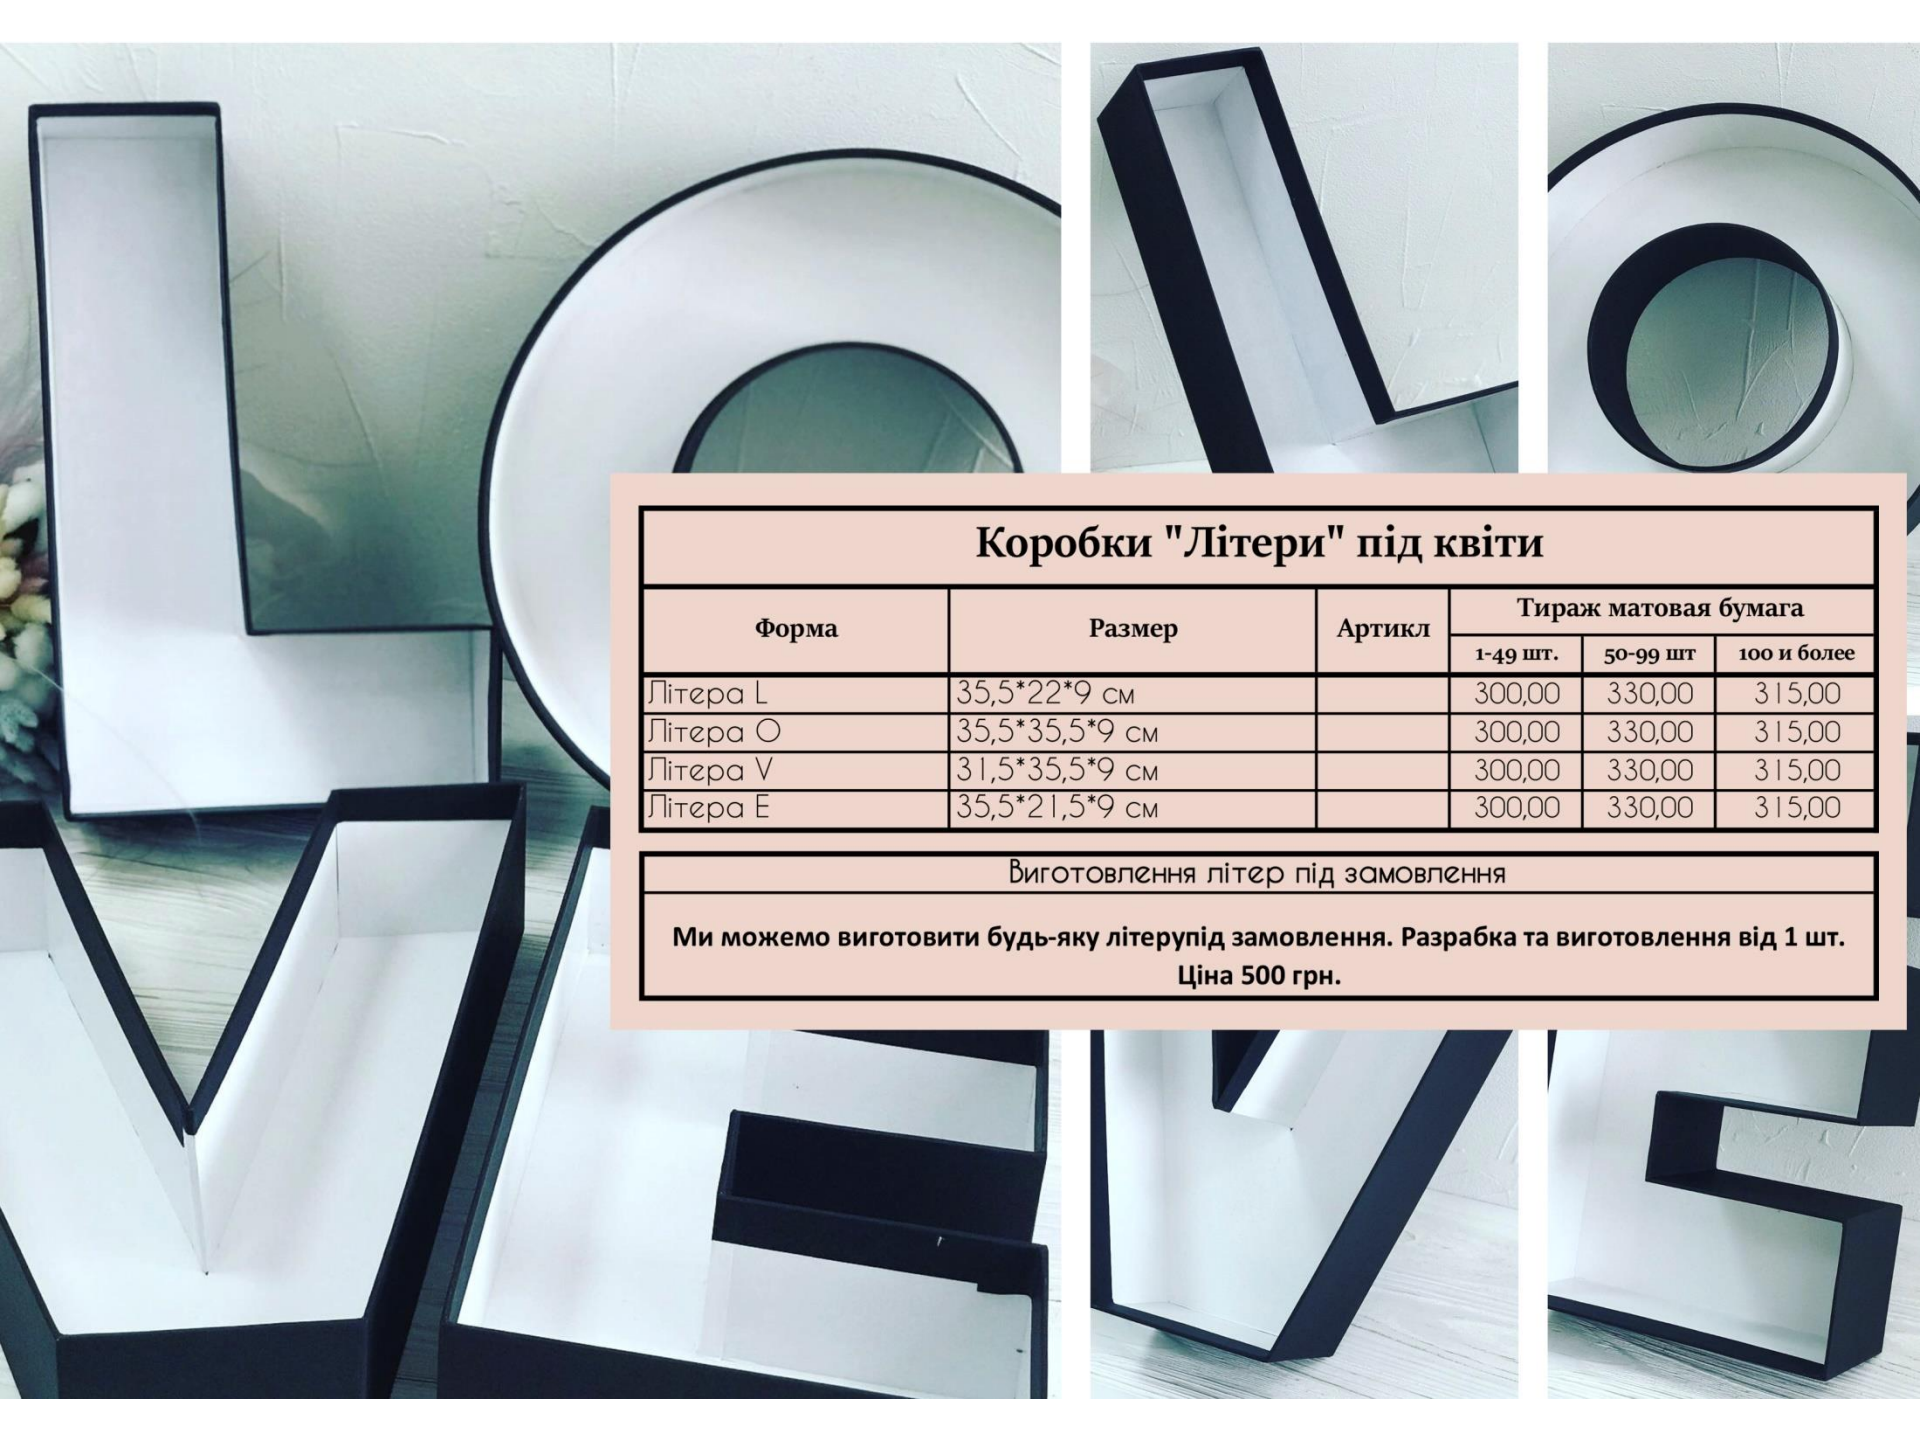 Коробки "Літери" під квіти
Форма Размер Артикл Тираж матовая бумага
1-49 шт. 50-99 шт 100 и более
Літера L 35,5*22*9 см 300,00 330,00 315,00
Літера O 35,5*35,5*9 см 300,00 330,00 315,00
Літера V 31,5*35,5*9 см 300,00 330,00 315,00
Літера E 35,5*21,5*9 см 300,00 330,00 315,00
Виготовлення літер під замовлення
Ми можемо виготовити будь-яку літерупід замовлення. Разрабка та виготовлення від 1 шт.
Ціна 500 грн.